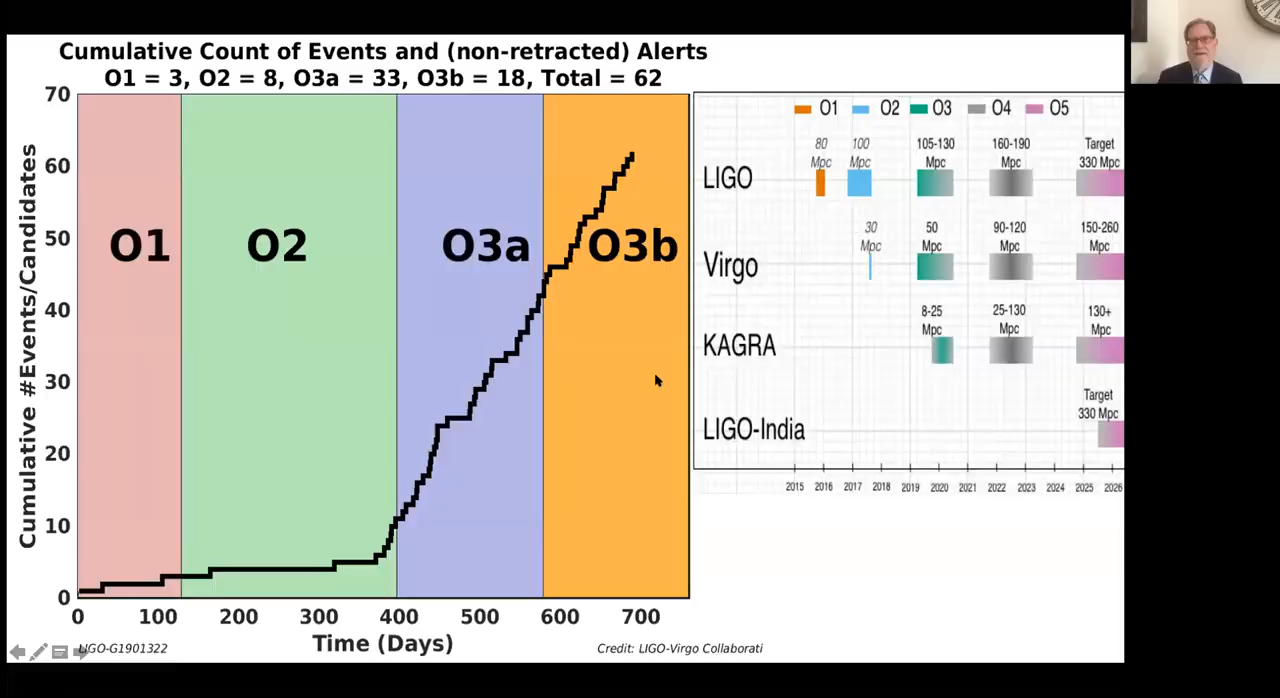 Cumulative Count of Events and (non-retracted) Alerts
O1 = 3, O2 = 8, O3a = 33, O3b = 18, Total = 62
70
60
50
40
30
20
10
0
Cumulative #Events/Candidates
O1
O2
O3a
O3b
0 100 200 300 400 500 600 700
Time (Days)
LIGO-G1901322
Credit: LIGO-Virgo Collaborati
O1 O2 O3 O4 O5
80 100 105-130 160-190 Target
Mpc Mpc Mpc Mpc 330 Mpc
LIGO
30 50 90-120 150-260
Mpc Mpc Mpc Mpc
Virgo
8-25 25-130 130+
Mpc Mpc Mpc
KAGRA
Target
330 Mpc
LIGO-India
2015 2016 2017 2018 2019 2020 2021 2022 2023 2024 2025 2026